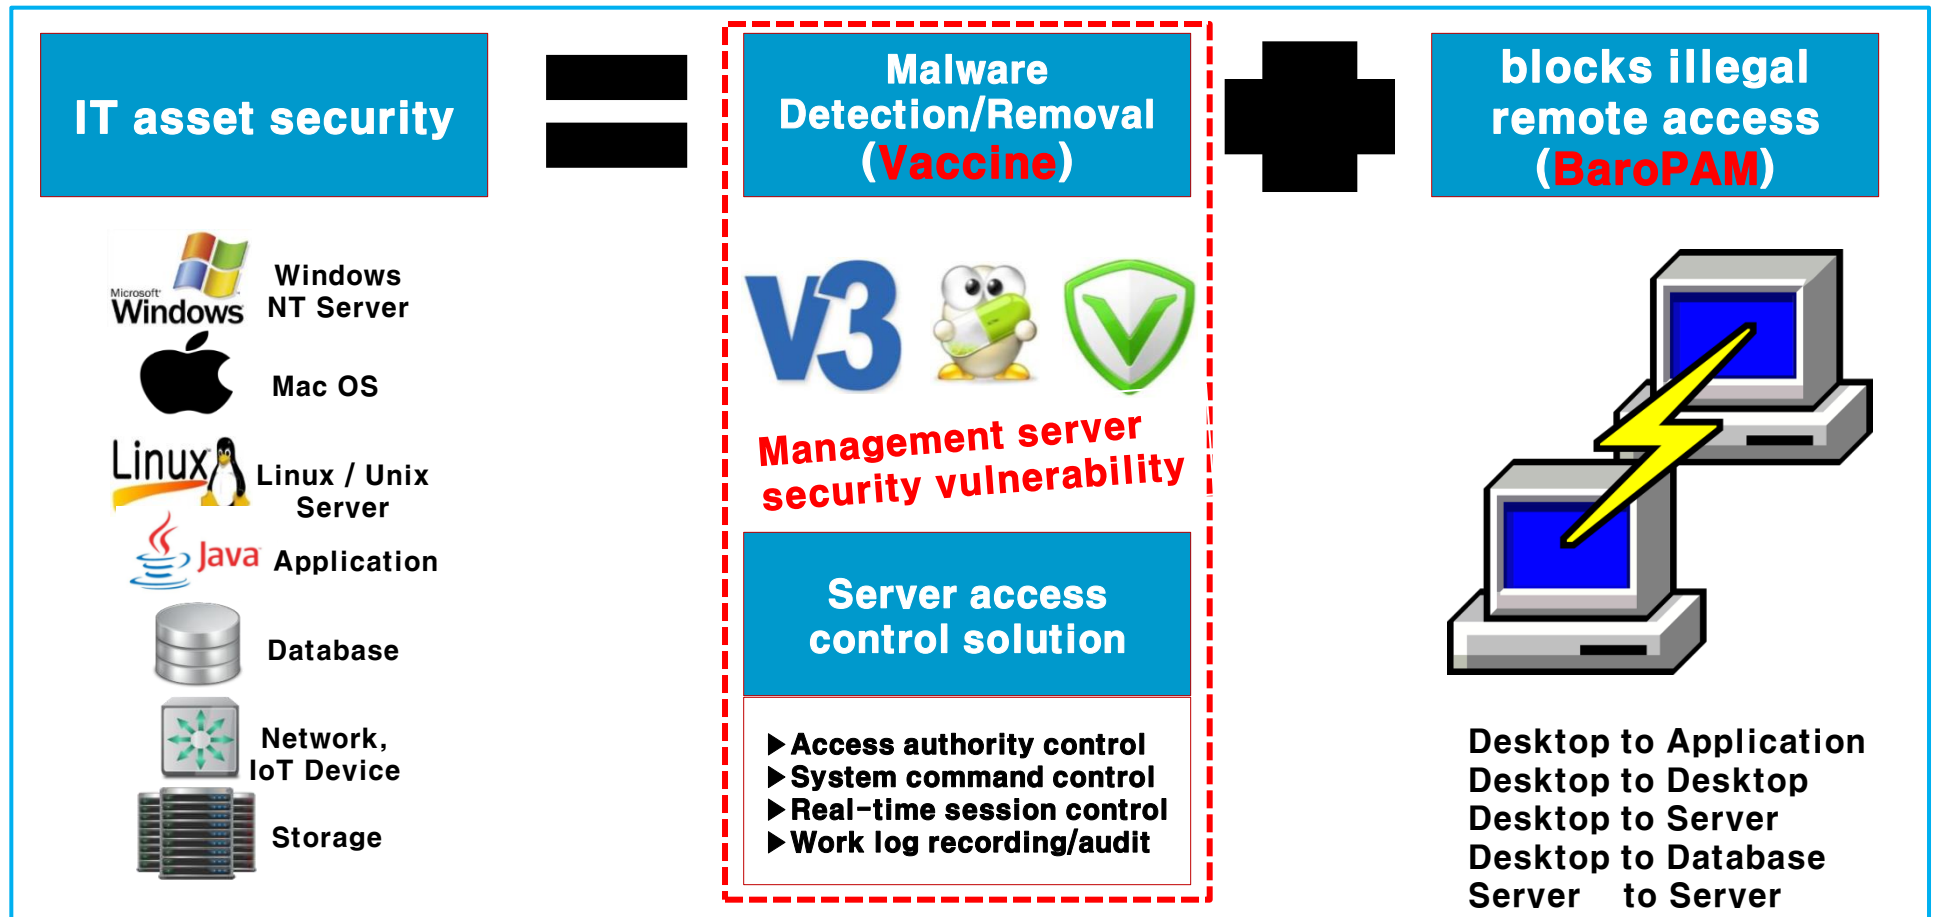 IT asset security
Malware
Detection/Removal
(Vaccine)
blocks illegal
remote access
(BaroPAM)
Microsoft
Windows
Windows
NT Server
Mac OS
Linux
Linux / Unix
Server
Java
Application
Database
Network,
IoT Device
Storage
V3
Management server
security vulnerability
Server access
control solution
▶Access authority control
▶System command control
▶Real-time session control
▶Work log recording/audit
Desktop to Application
Desktop to Desktop
Desktop to Server
Desktop to Database
Server to Server